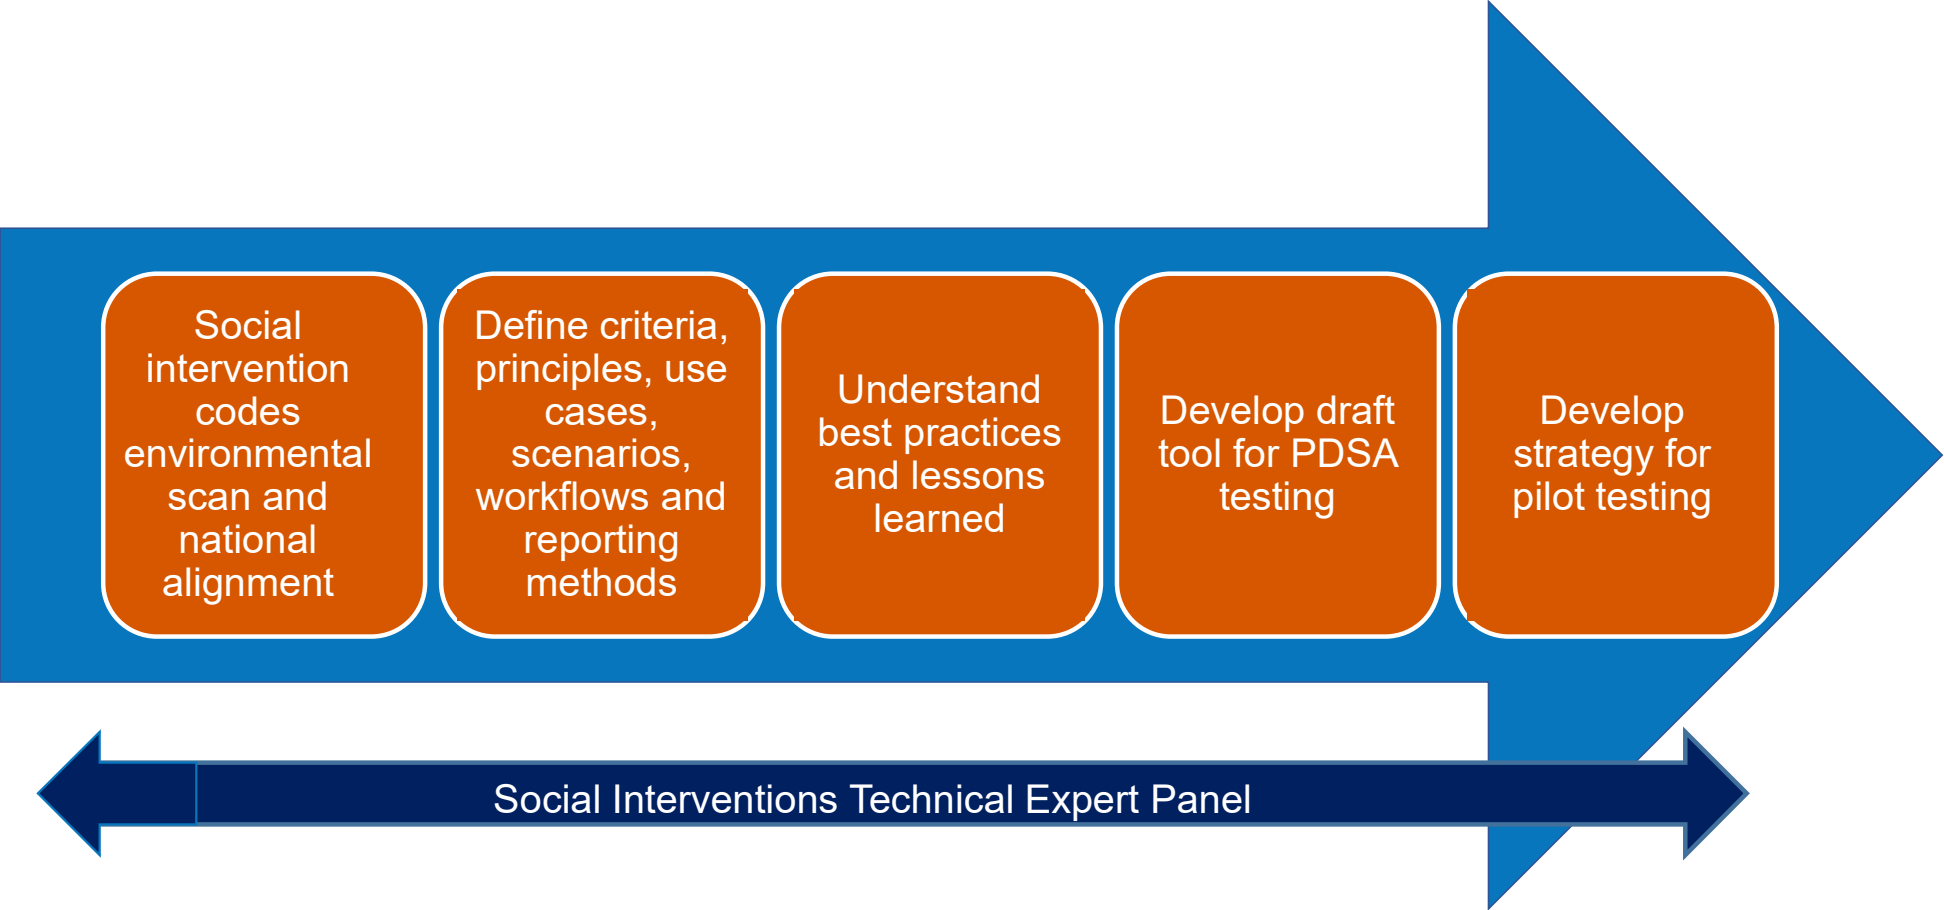 Social
intervention
codes
environmental
scan and
national
alignment
Define criteria,
principles, use
cases,
scenarios,
workflows and
reporting
methods
Understand
best practices
and lessons
learned
Develop draft
tool for PDSA
testing
Develop
strategy for
pilot testing
Social Interventions Technical Expert Panel